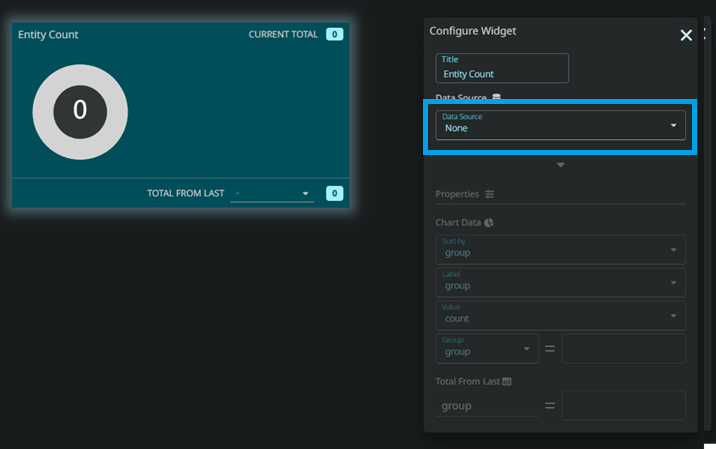 Entity Count
CURRENT TOTAL 0
0
TOTAL FROM LAST - 0
Configure Widget
Title
Entity Count
Data Source
Data Source
None
Properties
Chart Data
Sort by
group
Label
group
Value
count
Group
group =
Total From Last
group =